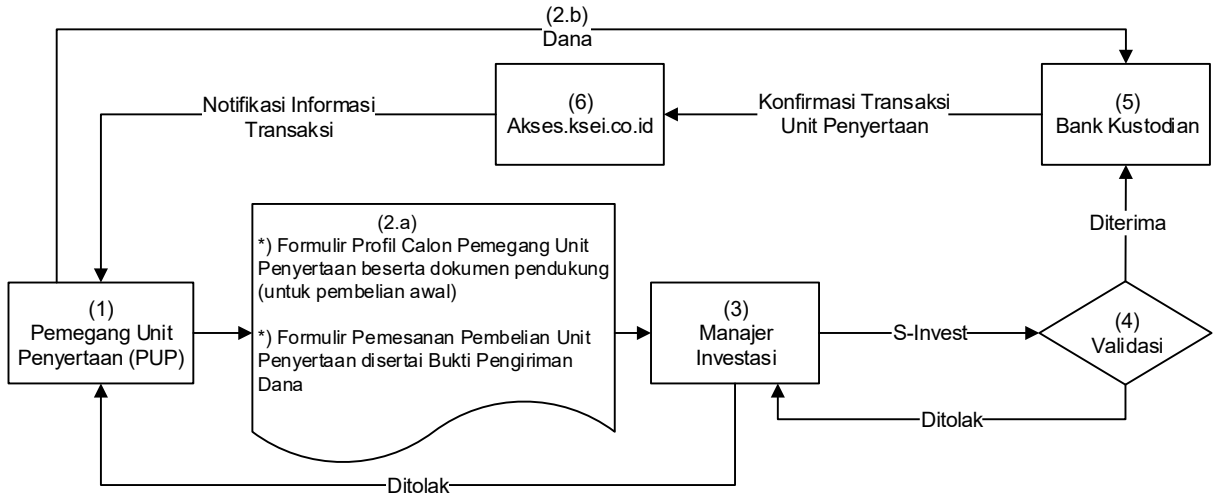 (2.b)
Dana
Notifikasi Informasi
Transaksi
(6)
Akses.ksei.co.id
Konfirmasi Transaksi
Unit Penyertaan
(5)
Bank Kustodian
(2.a)
*) Formulir Profil Calon Pemegang Unit
Penyertaan beserta dokumen pendukung
(untuk pembelian awal)
*) Formulir Pemesanan Pembelian Unit
Penyertaan disertai Bukti Pengiriman
Dana
Diterima
(1)
Pemegang Unit
Penyertaan (PUP)
(3)
Manajer
Investasi
S-Invest
(4)
Validasi
Ditolak
Ditolak